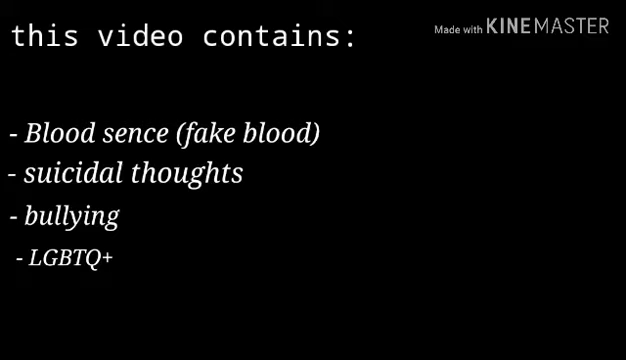 this video contains:
Made with KINEMASTER
- Blood sence (fake blood)
- suicidal thoughts
- bullying
- LGBTQ+